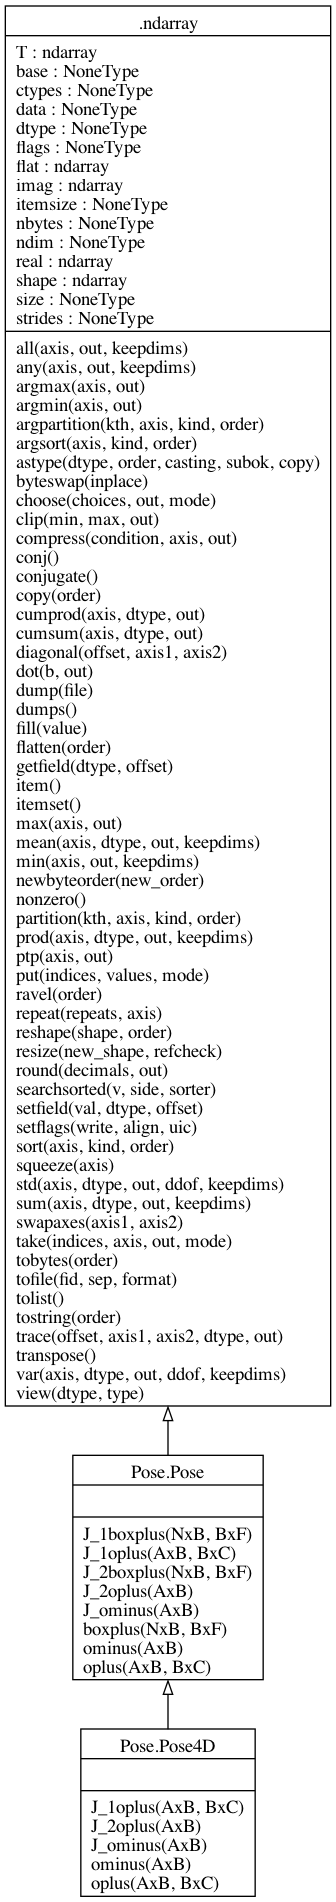 .ndarray
T : ndarray
base : NoneType
ctypes : NoneType
data : NoneType
dtype : NoneType
flags : NoneType
flat : ndarray
imag : ndarray
itemsize : NoneType
nbytes : NoneType
ndim : NoneType
real : ndarray
shape : ndarray
size : NoneType
strides : NoneType
all(axis, out, keepdims)
any(axis, out, keepdims)
argmax(axis, out)
argmin(axis, out)
argpartition(kth, axis, kind, order)
argsort(axis, kind, order)
astype(dtype, order, casting, subok, copy)
byteswap(inplace)
choose(choices, out, mode)
clip(min, max, out)
compress(condition, axis, out)
conj()
conjugate()
copy(order)
cumprod(axis, dtype, out)
cumsum(axis, dtype, out)
diagonal(offset, axis1, axis2)
dot(b, out)
dump(file)
dumps()
fill(value)
flatten(order)
getfield(dtype, offset)
item()
itemset()
max(axis, out)
mean(axis, dtype, out, keepdims)
min(axis, out, keepdims)
newbyteorder(new_order)
nonzero()
partition(kth, axis, kind, order)
prod(axis, dtype, out, keepdims)
ptp(axis, out)
put(indices, values, mode)
ravel(order)
repeat(repeats, axis)
reshape(shape, order)
resize(new_shape, refcheck)
round(decimals, out)
searchsorted(v, side, sorter)
setfield(val, dtype, offset)
setflags(write, align, uic)
sort(axis, kind, order)
squeeze(axis)
std(axis, dtype, out, ddof, keepdims)
sum(axis, dtype, out, keepdims)
swapaxes(axis1, axis2)
take(indices, axis, out, mode)
tobytes(order)
tofile(fid, sep, format)
tolist()
tostring(order)
trace(offset, axis1, axis2, dtype, out)
transpose()
var(axis, dtype, out, ddof, keepdims)
view(dtype, type)
Pose.Pose
J_1boxplus(NxB, BxF)
J_1oplus(AxB, BxC)
J_2boxplus(NxB, BxF)
J_2oplus(AxB)
J_ominus(AxB)
boxplus(NxB, BxF)
ominus(AxB)
oplus(AxB, BxC)
Pose.Pose4D
J_1oplus(AxB, BxC)
J_2oplus(AxB)
J_ominus(AxB)
ominus(AxB)
oplus(AxB, BxC)